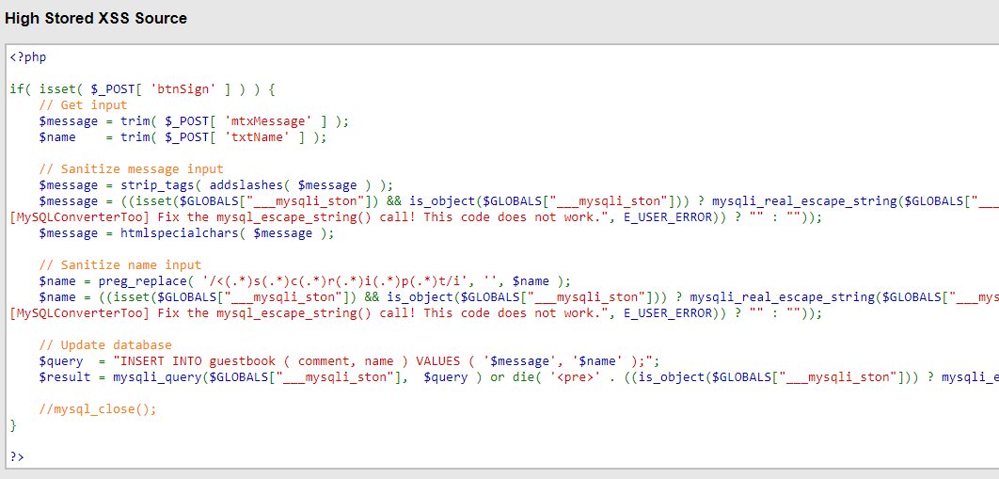 High Stored XSS Source
<?php
if( isset( $_POST[ 'btnSign' ] ) ) {
// Get input
$message = trim( $_POST[ 'mtxMessage' ] );
$name    = trim( $_POST[ 'txtName' ] );
// Sanitize message input
$message = strip_tags( addslashes( $message ) );
$message = ((isset($GLOBALS["___mysqli_ston"]) && is_object($GLOBALS["___mysqli_ston"])) ? mysqli_real_escape_string($GLOBALS["___
[MySQLConverterToo] Fix the mysql_escape_string() call! This code does not work.", E_USER_ERROR)) ? "" : ""));
$message = htmlspecialchars( $message );
// Sanitize name input
$name = preg_replace( '/<(.*)s(.*)c(.*)r(.*)i(.*)p(.*)t/i', '', $name );
$name = ((isset($GLOBALS["___mysqli_ston"]) && is_object($GLOBALS["___mysqli_ston"])) ? mysqli_real_escape_string($GLOBALS["___mys
[MySQLConverterToo] Fix the mysql_escape_string() call! This code does not work.", E_USER_ERROR)) ? "" : ""));
// Update database
$query  = "INSERT INTO guestbook ( comment, name ) VALUES ( '$message', '$name' );";
$result = mysqli_query($GLOBALS["___mysqli_ston"],  $query ) or die( '<pre>' . ((is_object($GLOBALS["___mysqli_ston"])) ? mysqli_e
//mysql_close();
}
?>